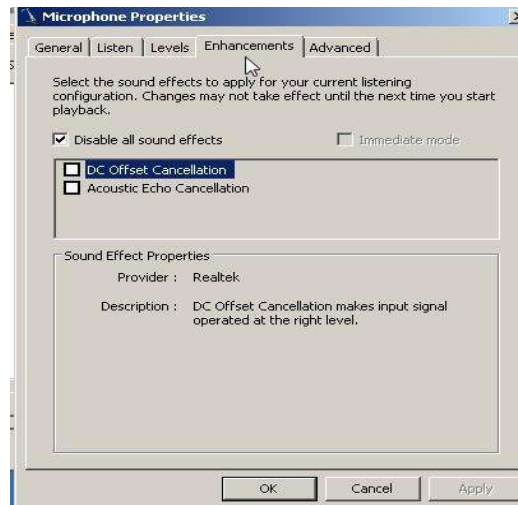 Microphone Properties
General Listen Levels Enhancements Advanced
Select the sound effects to apply for your current listening
configuration. Changes may not take effect until the next time you start
playback.
Disable all sound effects Immediate mode
DC Offset Cancellation
Acoustic Echo Cancellation
Sound Effect Properties
Provider : Realtek
Description : DC Offset Cancellation makes input signal
operated at the right level.
OK Cancel Apply